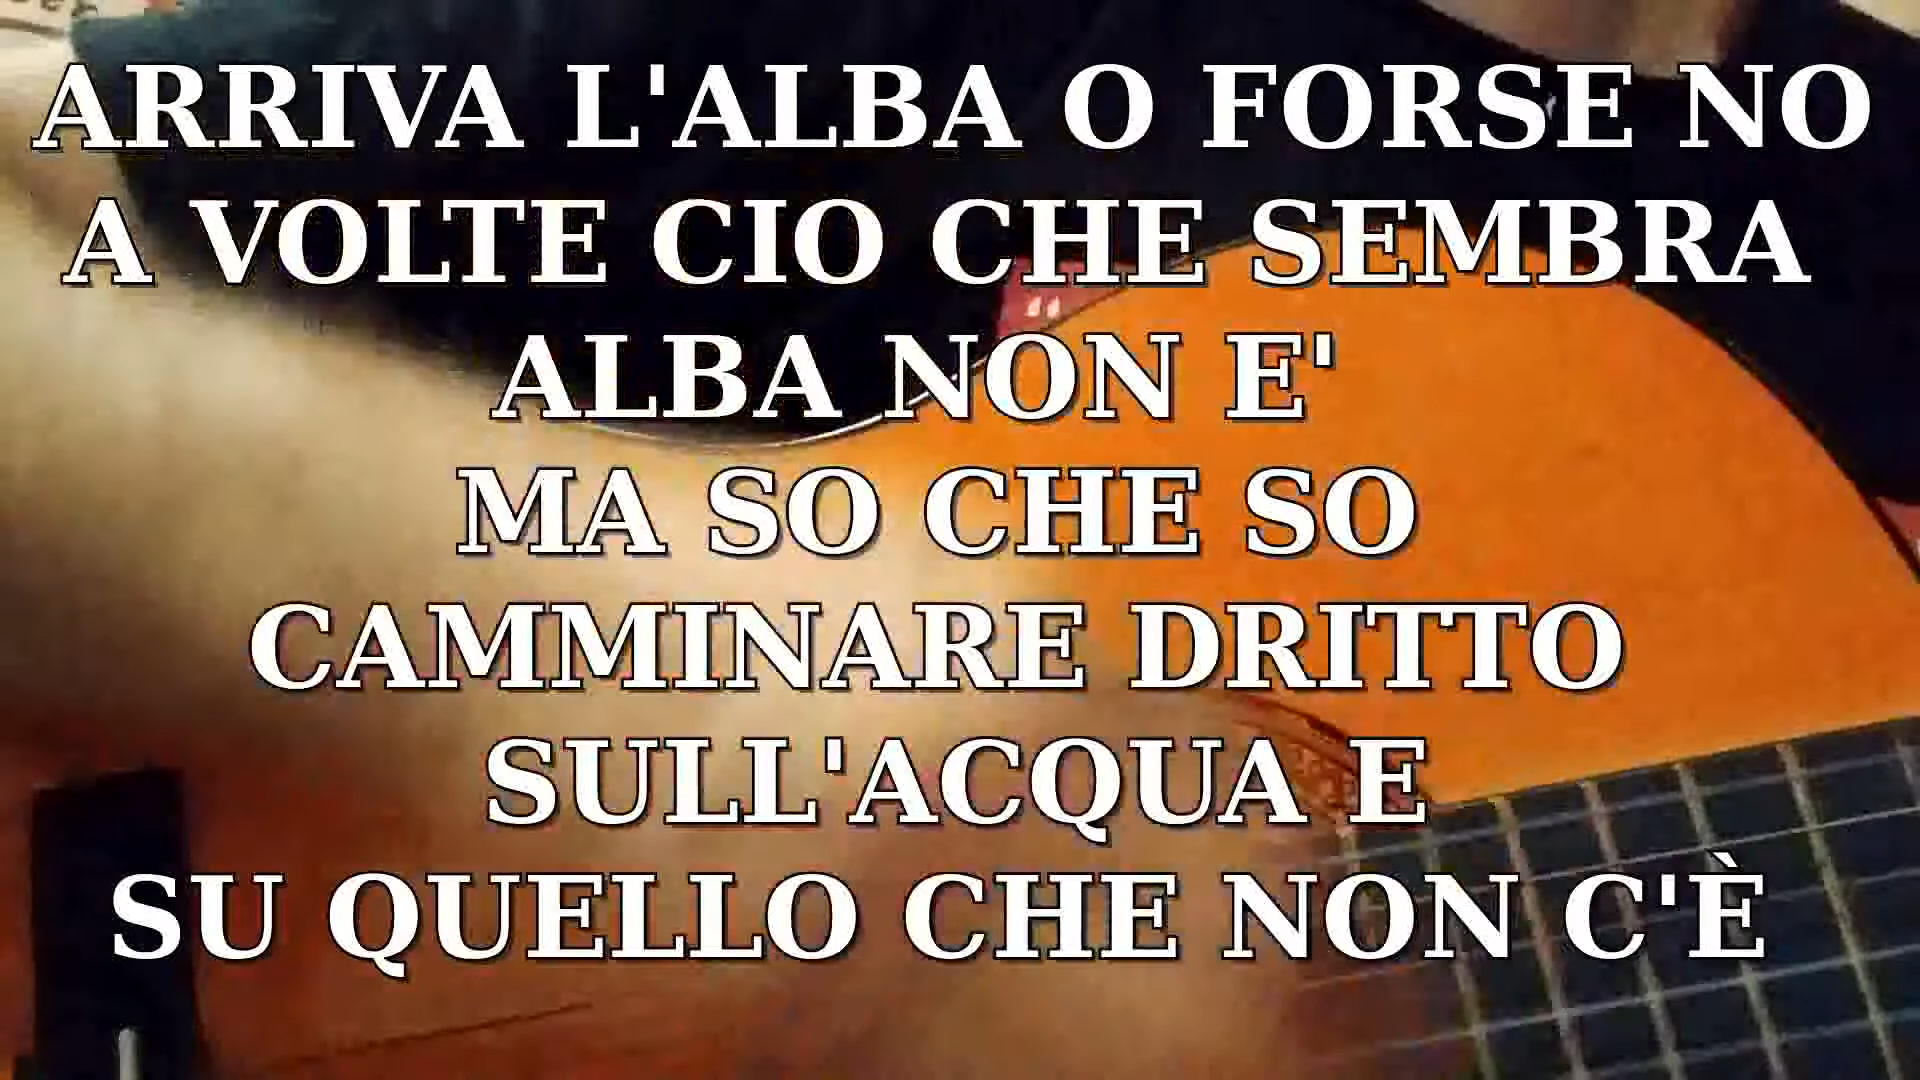 ARRIVA L'ALBA O FORSE NO
A VOLTE CIO CHE SEMBRA
ALBA NON E'
MA SO CHE SO
CAMMINARE DRITTO
SULL'ACQUA E
SU QUELLO CHE NON C'È